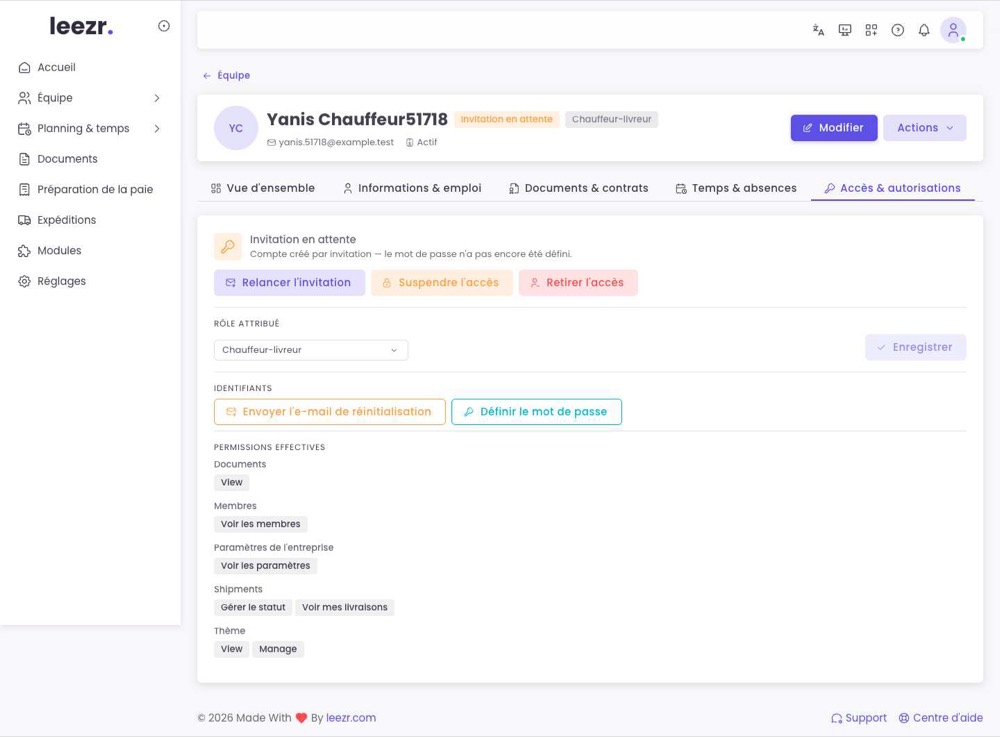 leezr.
Accueil
Équipe
Planning & temps
Documents
Préparation de la paie
Expéditions
Modules
Réglages
← Équipe
YC
Yanis Chauffeur51718
Invitation en attente
Chauffeur-livreur
yanis.51718@example.test
Actif
Modifier
Actions
Vue d'ensemble
Informations & emploi
Documents & contrats
Temps & absences
Accès & autorisations
Invitation en attente
Compte créé par invitation — le mot de passe n'a pas encore été défini.
Relancer l'invitation
Suspendre l'accès
Retirer l'accès
RÔLE ATTRIBUÉ
Chauffeur-livreur
Enregistrer
IDENTIFIANTS
Envoyer l'e-mail de réinitialisation
Définir le mot de passe
PERMISSIONS EFFECTIVES
Documents
View
Membres
Voir les membres
Paramètres de l'entreprise
Voir les paramètres
Shipments
Gérer le statut
Voir mes livraisons
Thème
View
Manage
© 2026 Made With ❤ By leezr.com
Support
Centre d'aide